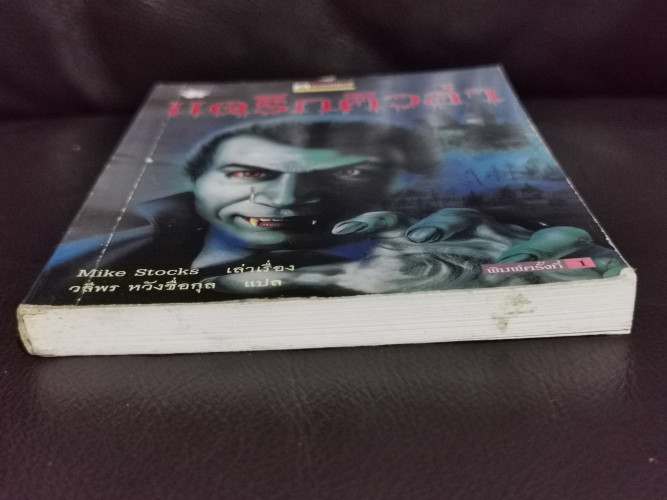 แดร็กคิวล่า
Mike Stocks เล่าเรื่อง
วลีพร หวังซื่อกุล แปล
พิมพ์ครั้งที่ 1